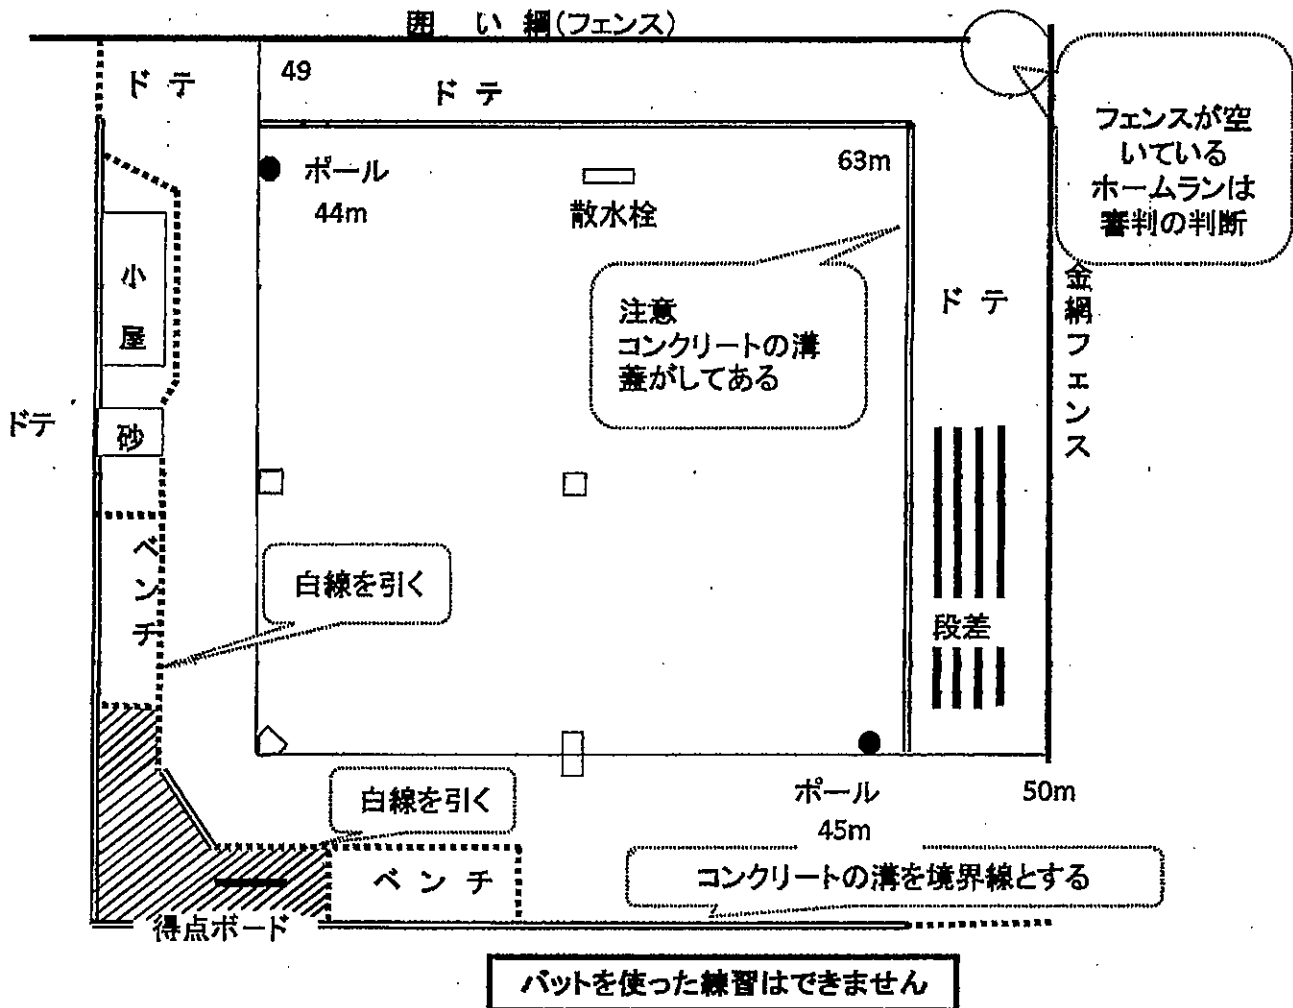 囲 い 網(フェンス)
49
ド テ
ド テ
フェンスが空
いている
ホームランは
審判の判断
ポール
44m
63m
散水栓
小
屋
注意
コンクリートの溝
蓋がしてある
ド テ
金網フェンス
ドテ
砂
ベンチ
白線を引く
段差
白線を引く
ポール
45m
50m
ベ ン チ
コンクリートの溝を境界線とする
得点ボード
バットを使った練習はできません